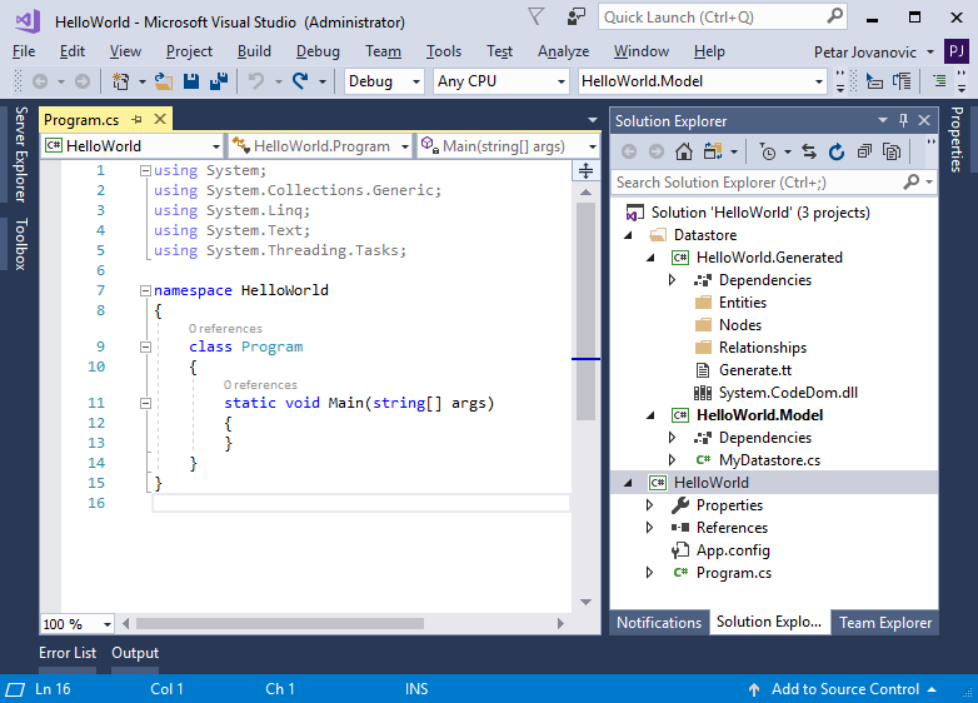 HelloWorld - Microsoft Visual Studio (Administrator)
Quick Launch (Ctrl+Q)
File Edit View Project Build Debug Team Tools Test Analyze Window Help
Petar Jovanovic PJ
Debug Any CPU HelloWorld.Model
Server Explorer
Toolbox
Program.cs
C# HelloWorld HelloWorld.Program Main(string[] args)
1 using System;
2 using System.Collections.Generic;
3 using System.Linq;
4 using System.Text;
5 using System.Threading.Tasks;
6
7 namespace HelloWorld
8 {
0 references
9 class Program
10 {
0 references
11 static void Main(string[] args)
12 {
13 }
14 }
15 }
16
100 %
Solution Explorer
Search Solution Explorer (Ctrl+;)
Solution 'HelloWorld' (3 projects)
Datastore
C# HelloWorld.Generated
Dependencies
Entities
Nodes
Relationships
Generate.tt
System.CodeDom.dll
C# HelloWorld.Model
Dependencies
C# MyDatastore.cs
C# HelloWorld
Properties
References
App.config
C# Program.cs
Notifications Solution Explo... Team Explorer
Properties
Error List Output
Ln 16 Col 1 Ch 1 INS Add to Source Control